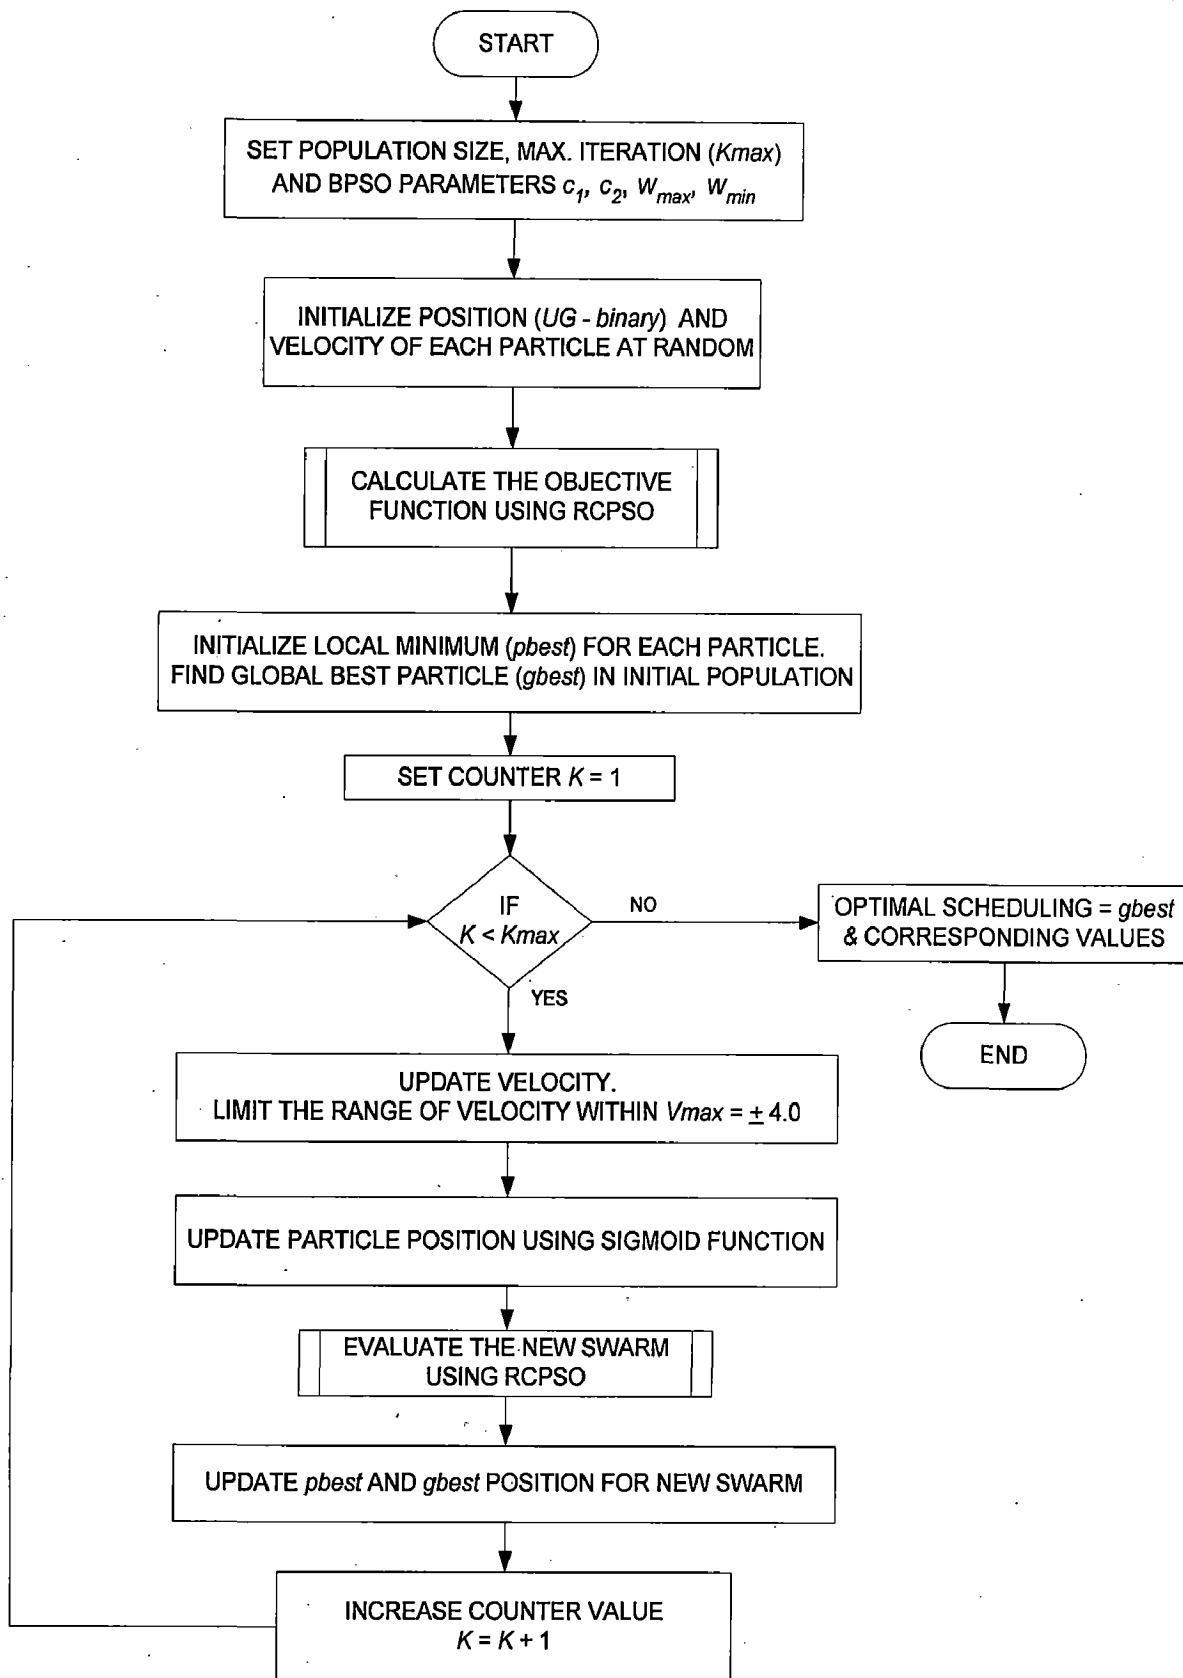 START
SET POPULATION SIZE, MAX. ITERATION (Kmax)
AND BPSO PARAMETERS c1, c2, Wmax, Wmin
INITIALIZE POSITION (UG - binary) AND
VELOCITY OF EACH PARTICLE AT RANDOM
CALCULATE THE OBJECTIVE
FUNCTION USING RCPSO
INITIALIZE LOCAL MINIMUM (pbest) FOR EACH PARTICLE.
FIND GLOBAL BEST PARTICLE (gbest) IN INITIAL POPULATION
SET COUNTER K = 1
IF
K < Kmax
NO
OPTIMAL SCHEDULING = gbest
& CORRESPONDING VALUES
END
YES
UPDATE VELOCITY.
LIMIT THE RANGE OF VELOCITY WITHIN Vmax = ± 4.0
UPDATE PARTICLE POSITION USING SIGMOID FUNCTION
EVALUATE THE NEW SWARM
USING RCPSO
UPDATE pbest AND gbest POSITION FOR NEW SWARM
INCREASE COUNTER VALUE
K = K + 1